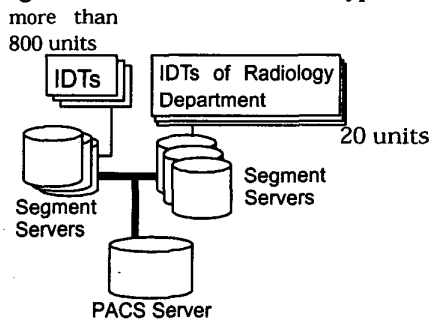 more than
800 units
IDTs
IDTs of Radiology
Department
20 units
Segment
Servers
Segment
Servers
PACS Server